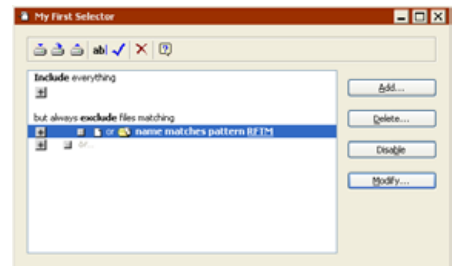 My First Selector
abl
Include everything
but always exclude files matching
or name matches pattern RFTM
or...
Add...
Delete...
Disable
Modify...